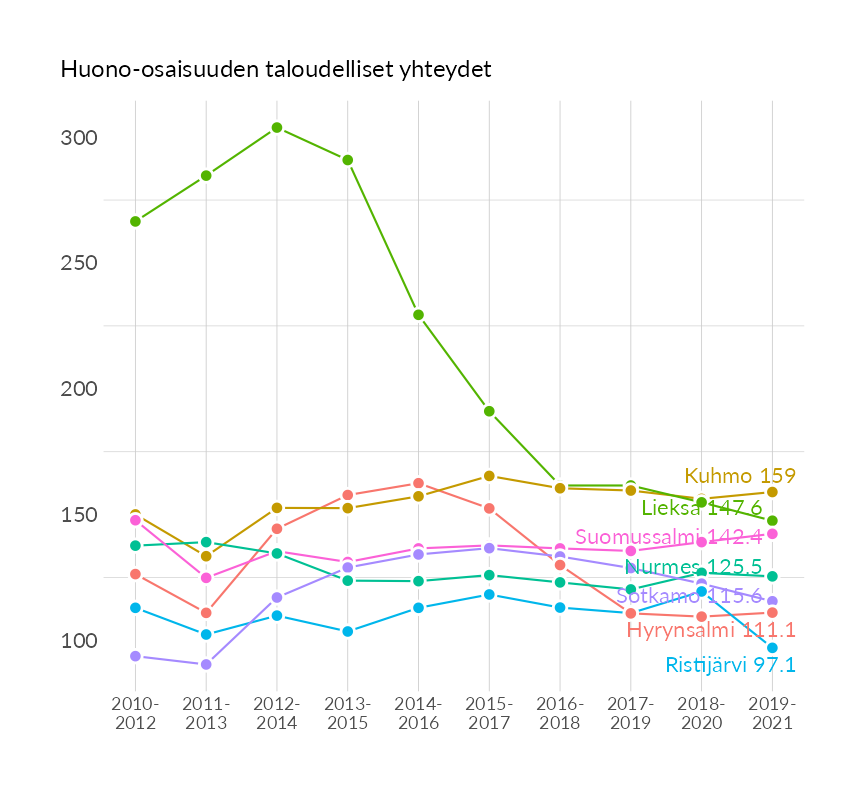 Huono-osaisuuden taloudelliset yhteydet
300
250
200
150
100
Kuhmo 159
Lieksa 147.6
Suomussalmi 142.4
Nurmes 125.5
Sotkamo 115.6
Hyrynsalmi 111.1
Ristijärvi 97.1
2010- 2011- 2012- 2013- 2014- 2015- 2016- 2017- 2018- 2019-
2012 2013 2014 2015 2016 2017 2018 2019 2020 2021